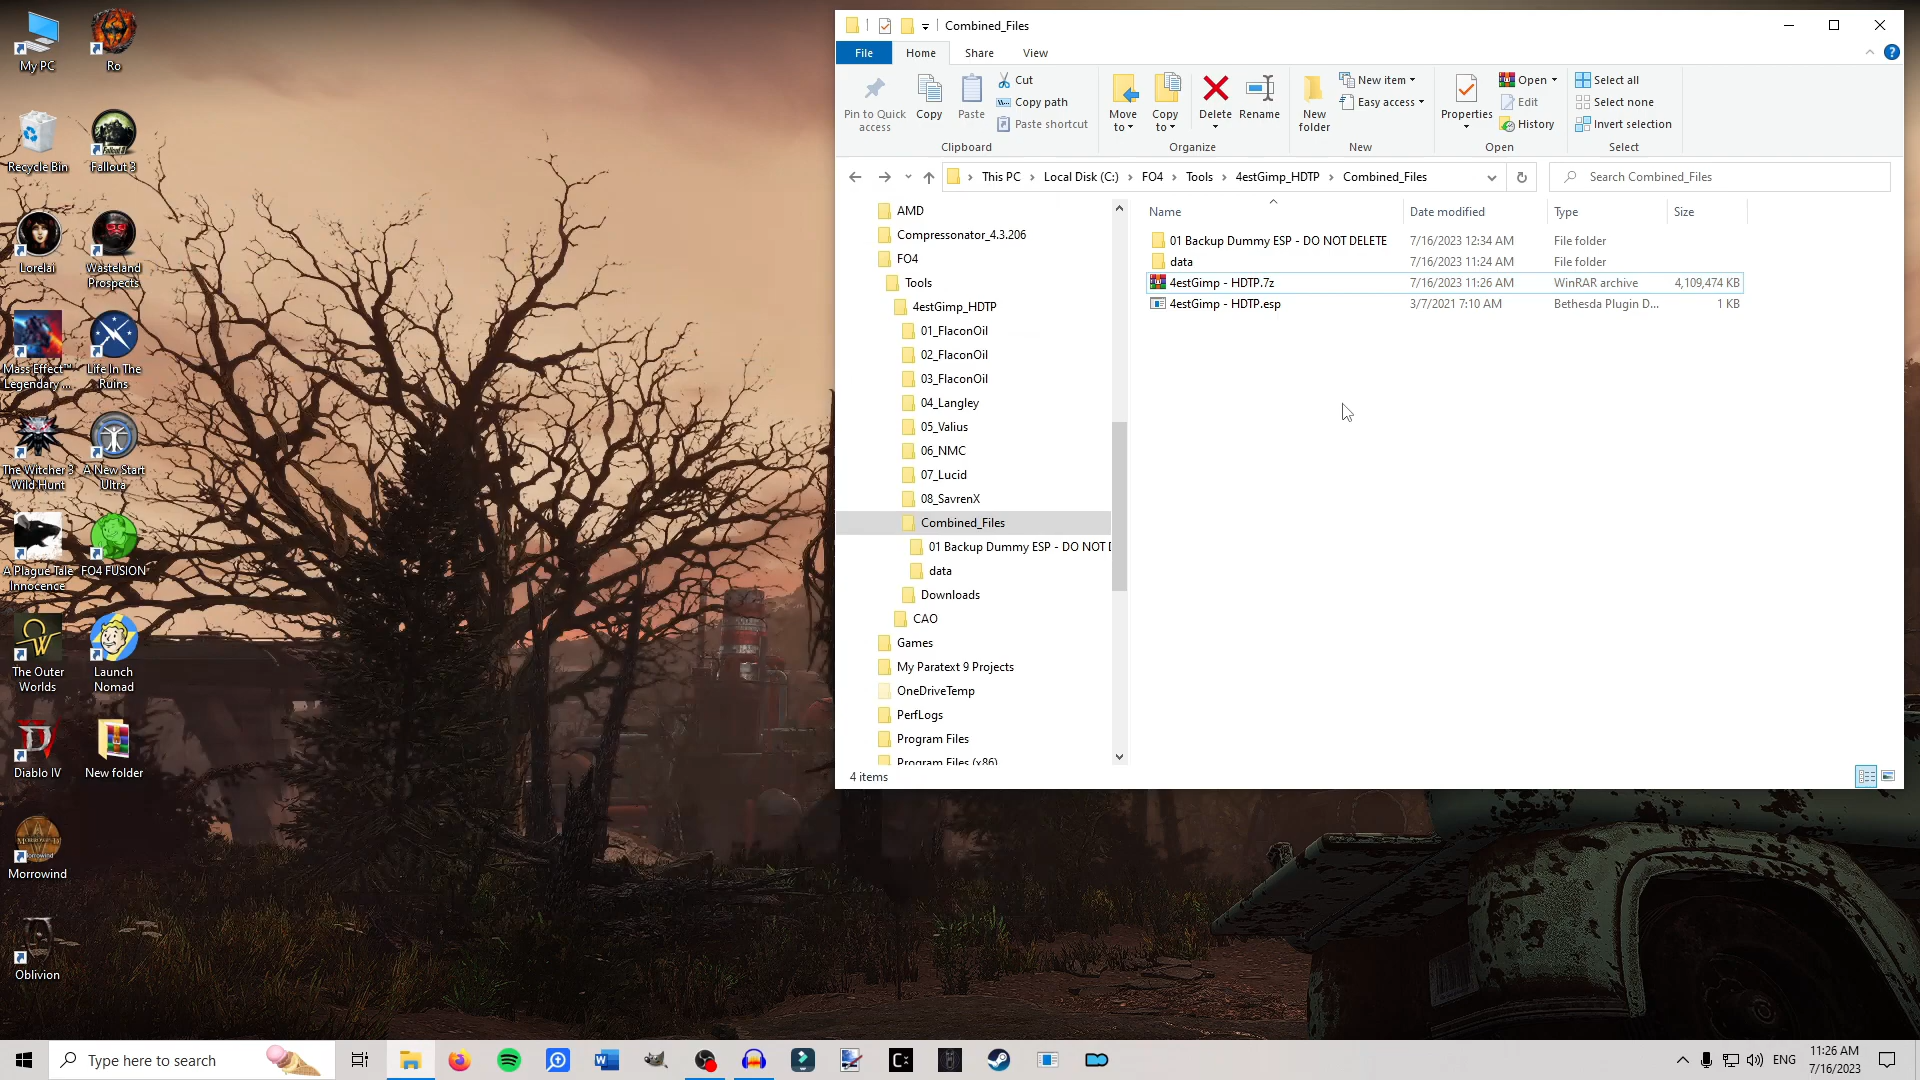 My PC
Ro
Recycle Bin
Fallout 3
Lorelai
Wasteland
Prospects
Mass Effect™
Legendary ...
Life In The
Ruins
The Witcher 3
Wild Hunt
A New Start
Ultra
A Plague Tale
Innocence
FO4 FUSION
The Outer
Worlds
Launch
Nomad
Diablo IV
New folder
Morrowind
Oblivion
Combined_Files
File
Home
Share
View
Pin to Quick
access
Copy
Paste
Cut
Copy path
Paste shortcut
Clipboard
Move
to
Copy
to
Delete
Rename
Organize
New
folder
New item
Easy access
New
Properties
Open
Edit
History
Open
Select all
Select none
Invert selection
Select
This PC
Local Disk (C:)
FO4
Tools
4estGimp_HDTP
Combined_Files
Search Combined_Files
AMD
Compressonator_4.3.206
FO4
Tools
4estGimp_HDTP
01_FlaconOil
02_FlaconOil
03_FlaconOil
04_Langley
05_Valius
06_NMC
07_Lucid
08_SavrenX
Combined_Files
01 Backup Dummy ESP - DO NOT
data
Downloads
CAO
Games
My Paratext 9 Projects
OneDriveTemp
PerfLogs
Program Files
Program Files (x86)
Name Date modified Type Size
01 Backup Dummy ESP - DO NOT DELETE 7/16/2023 12:34 AM File folder
data 7/16/2023 11:24 AM File folder
4estGimp - HDTP.7z 7/16/2023 11:26 AM WinRAR archive 4,109,474 KB
4estGimp - HDTP.esp 3/7/2021 7:10 AM Bethesda Plugin D... 1 KB
4 items
Type here to search
ENG
11:26 AM
7/16/2023